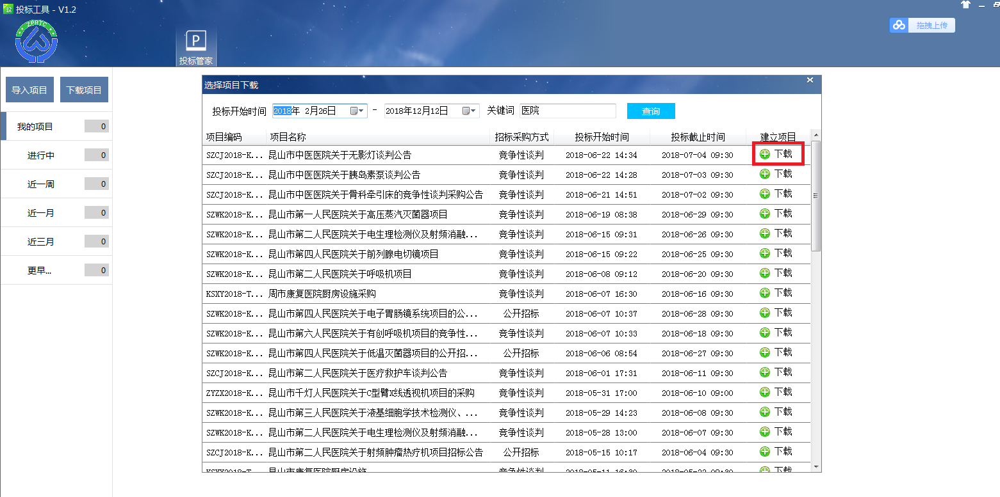 投标工具 - V1.2
ZPRTC
P
投标管家
拖拽上传
导入项目 下载项目
我的项目 0
进行中 0
近一周 0
近一月 0
近三月 0
更早... 0
选择项目下载
投标开始时间 2018年 2月26日 - 2018年12月12日 关键词 医院 查询
项目编码 项目名称 招标采购方式 投标开始时间 投标截止时间 建立项目
SZCJ2018-K... 昆山市中医医院关于无影灯谈判公告 竞争性谈判 2018-06-22 14:34 2018-07-04 09:30 下载
SZCJ2018-K... 昆山市中医医院关于胰岛素泵谈判公告 竞争性谈判 2018-06-22 14:28 2018-07-03 09:30 下载
SZCJ2018-K... 昆山市中医医院关于骨科牵引床的竞争性谈判采购公告 竞争性谈判 2018-06-21 14:51 2018-07-02 09:30 下载
SZWK2018-K... 昆山市第一人民医院关于高压蒸汽灭菌器项目 竞争性谈判 2018-06-19 08:38 2018-06-29 09:30 下载
SZWK2018-K... 昆山市第二人民医院关于电生理检测仪及射频消融... 竞争性谈判 2018-06-15 09:31 2018-06-26 09:30 下载
SZWK2018-K... 昆山市第四人民医院关于前列腺电切镜项目 竞争性谈判 2018-06-15 09:22 2018-06-25 09:30 下载
SZWK2018-K... 昆山市第二人民医院关于呼吸机项目 竞争性谈判 2018-06-08 09:12 2018-06-20 09:30 下载
KSXY2018-T... 周市康复医院厨房设施采购 竞争性谈判 2018-06-07 16:30 2018-06-16 09:30 下载
SZWK2018-K... 昆山市第四人民医院关于电子胃肠镜系统项目的公... 公开招标 2018-06-07 10:37 2018-06-28 09:30 下载
SZWK2018-K... 昆山市第六人民医院关于有创呼吸机项目的竞争性... 竞争性谈判 2018-06-07 10:33 2018-06-18 09:30 下载
SZWK2018-K... 昆山市第四人民医院关于低温灭菌器项目的公开招... 公开招标 2018-06-06 08:54 2018-06-27 09:30 下载
SZCJ2018-K... 昆山市第二人民医院关于医疗救护车谈判公告 竞争性谈判 2018-06-01 17:31 2018-06-11 09:30 下载
ZYZX2018-K... 昆山市千灯人民医院关于C型臂X线透视机项目的采购 竞争性谈判 2018-05-31 17:00 2018-06-10 09:00 下载
SZWK2018-K... 昆山市第三人民医院关于液基细胞学技术检测仪、... 竞争性谈判 2018-05-29 14:23 2018-06-08 09:30 下载
SZWK2018-K... 昆山市第二人民医院关于电生理检测仪及射频消融... 竞争性谈判 2018-05-28 13:00 2018-06-07 09:30 下载
SZCJ2018-K... 昆山市第二人民医院关于射频肿瘤热疗机项目招标公告 公开招标 2018-05-15 10:17 2018-06-04 09:30 下载
KSXY2018-T... 昆山市康复医院厨房设施 竞争性谈判 2018-05-11 16:30 2018-05-22 09:30 下载